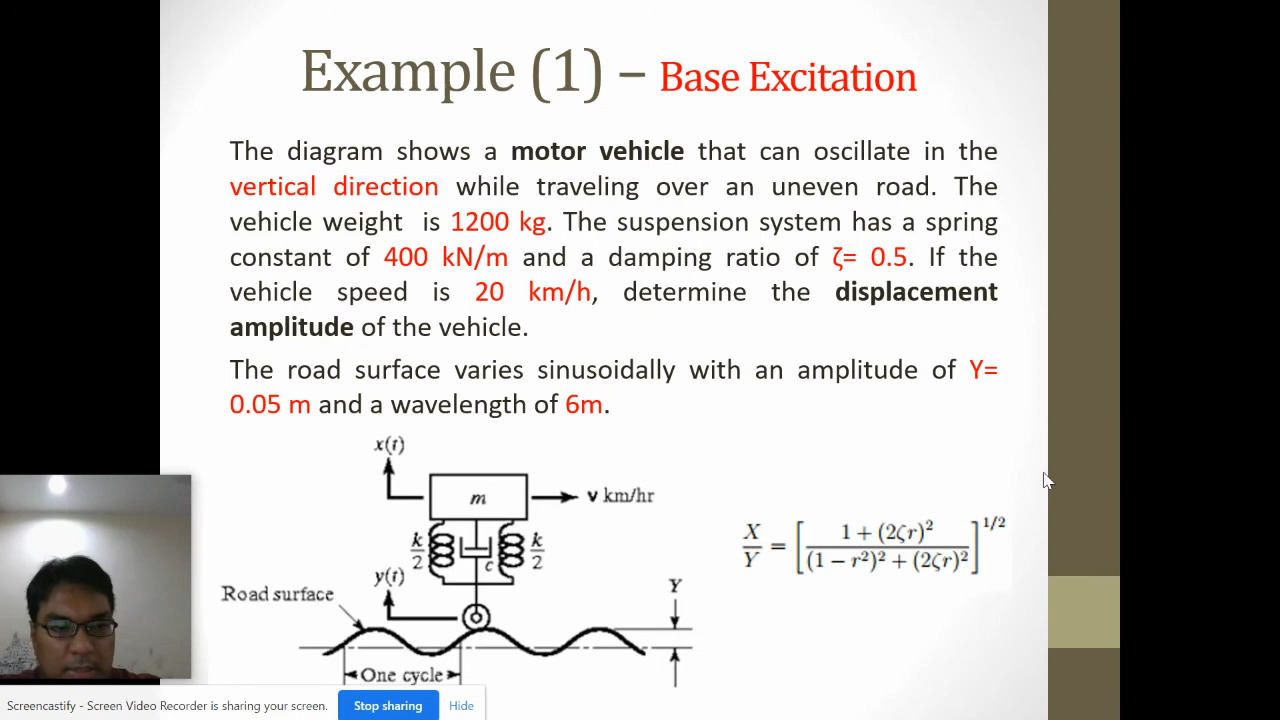 Example (1) – Base Excitation
The diagram shows a motor vehicle that can oscillate in the
vertical direction while traveling over an uneven road. The
vehicle weight is 1200 kg. The suspension system has a spring
constant of 400 kN/m and a damping ratio of ζ= 0.5. If the
vehicle speed is 20 km/h, determine the displacement
amplitude of the vehicle.
The road surface varies sinusoidally with an amplitude of Y=
0.05 m and a wavelength of 6m.
x(t)
m
v km/hr
k/2
c
k/2
y(t)
Road surface
Y
One cycle
X/Y = [ 1 + (2ζr)² / (1 − r²)² + (2ζr)² ]^1/2
Screencastify - Screen Video Recorder is sharing your screen.
Stop sharing
Hide